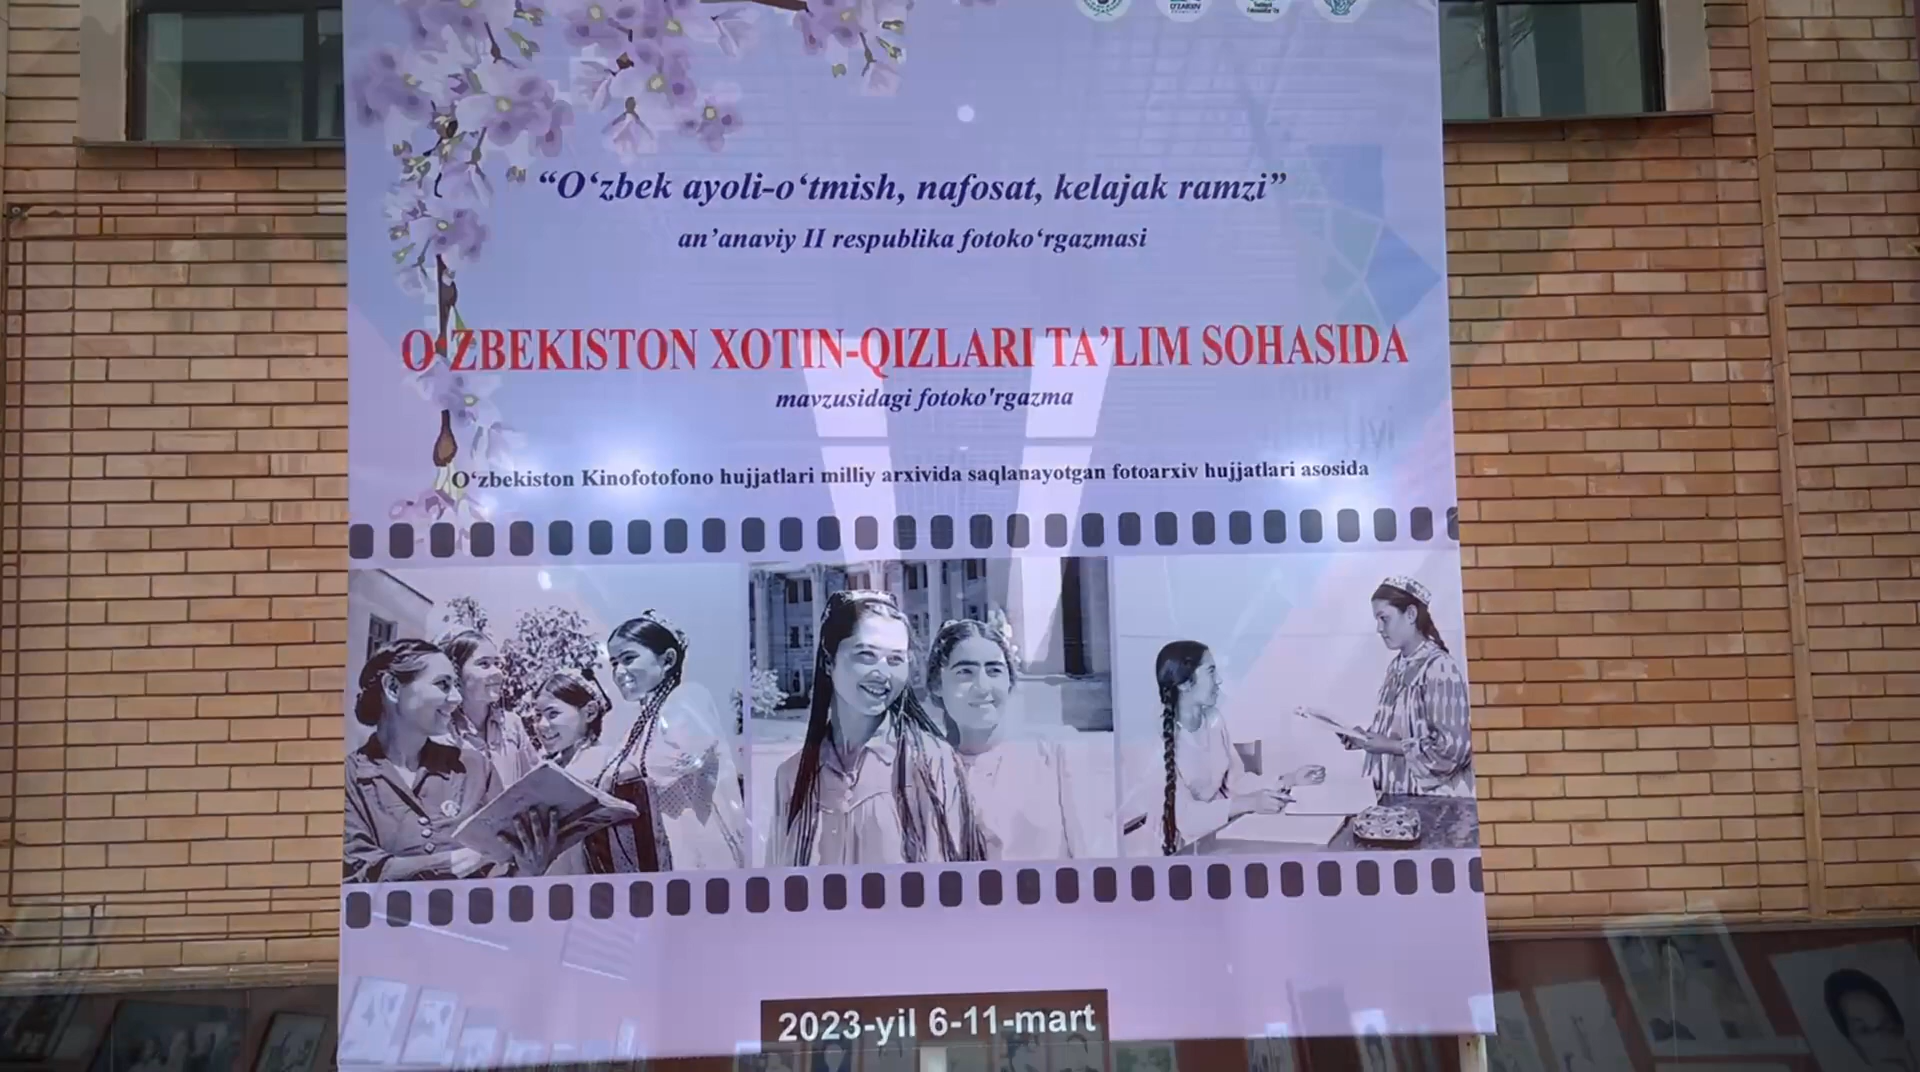 “O‘zbek ayoli-o‘tmish, nafosat, kelajak ramzi”
an’anaviy II respublika fotoko‘rgazmasi
O‘ZBEKISTON XOTIN-QIZLARI TA’LIM SOHASIDA
mavzusidagi fotoko'rgazma
O‘zbekiston Kinofotofono hujjatlari milliy arxivida saqlanayotgan fotoarxiv hujjatlari asosida
2023-yil 6-11-mart